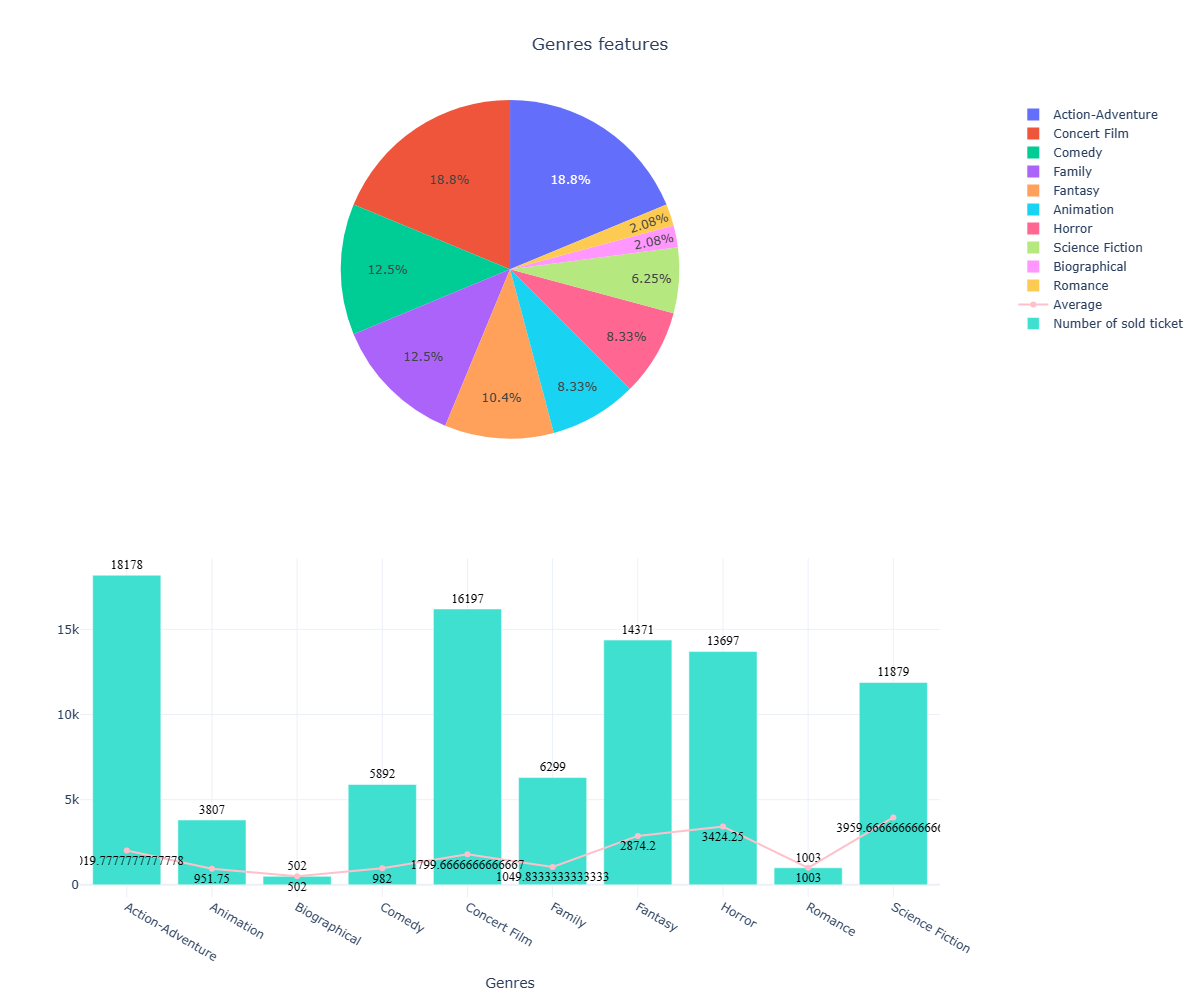 Genres features
Action-Adventure
Concert Film
Comedy
Family
Fantasy
Animation
Horror
Science Fiction
Biographical
Romance
Average
Number of sold ticket
18.8%
18.8%
2.08%
2.08%
12.5%
6.25%
8.33%
12.5%
8.33%
10.4%
18178
16197
14371
13697
11879
6299
5892
3807
502
1003
15k
10k
5k
0
951.75
502
982
1799.6666666666667
1049.8333333333333
2874.2
3424.25
1003
Action-Adventure
Animation
Biographical
Comedy
Concert Film
Family
Fantasy
Horror
Romance
Science Fiction
Genres